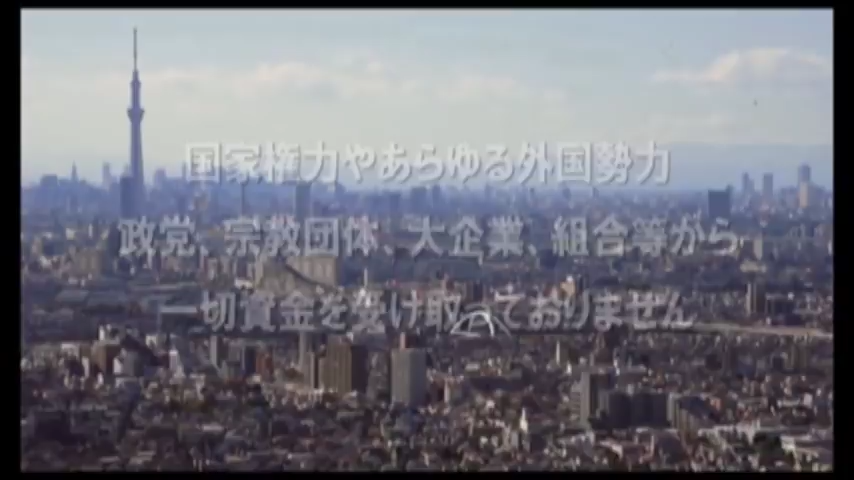 国家権力やあらゆる外国勢力
政党、宗教団体、大企業、組合等から
一切資金を受け取っておりません